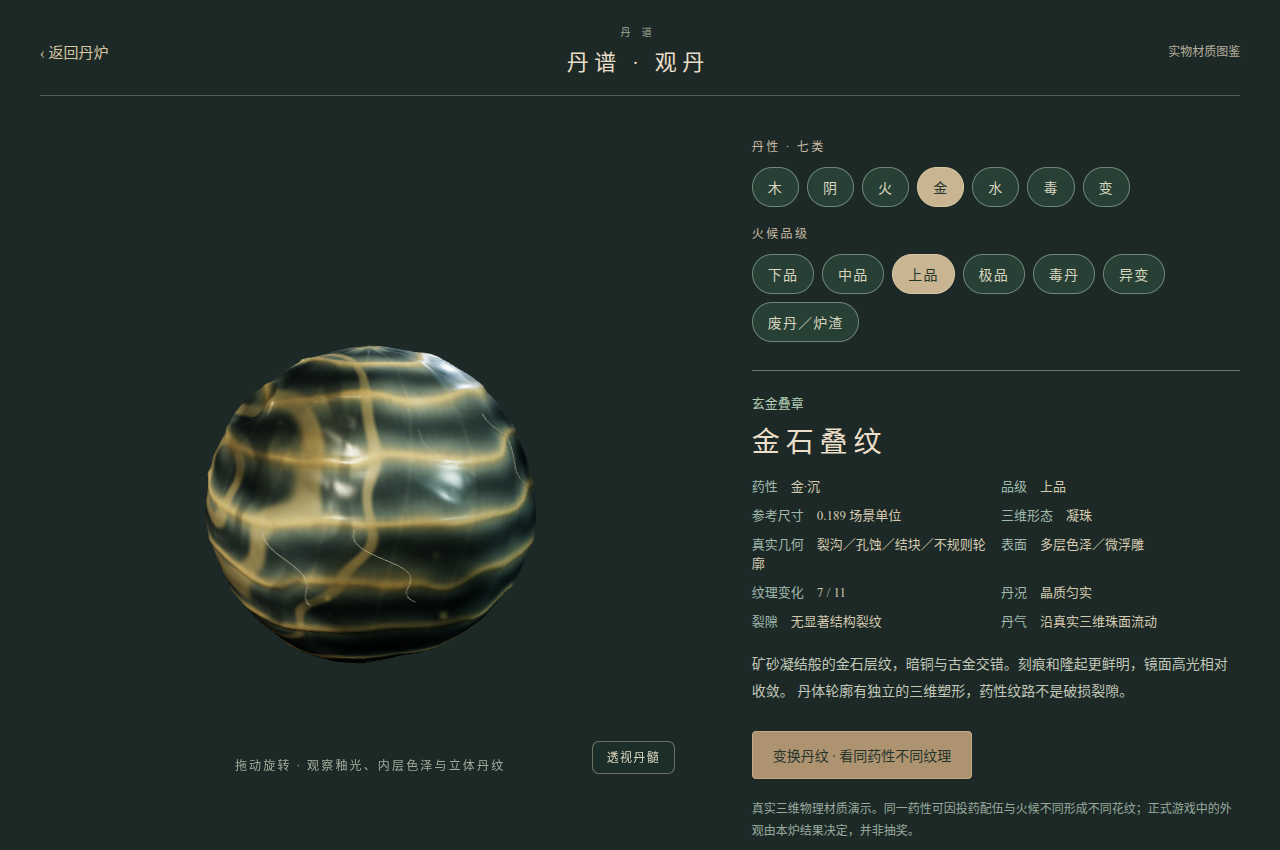 ‹ 返回丹炉
丹 道
丹谱 · 观丹
实物材质图鉴
丹性 · 七类
木 阴 火 金 水 毒 变
火候品级
下品 中品 上品 极品 毒丹 异变
废丹／炉渣
玄金叠章
金石叠纹
药性 金·沉 品级 上品
参考尺寸 0.189 场景单位 三维形态 凝珠
真实几何 裂沟／孔蚀／结块／不规则轮 表面 多层色泽／微浮雕
廓
纹理变化 7 / 11 丹况 晶质匀实
裂隙 无显著结构裂纹 丹气 沿真实三维珠面流动
矿砂凝结般的金石层纹，暗铜与古金交错。刻痕和隆起更鲜明，镜面高光相对
收敛。 丹体轮廓有独立的三维塑形，药性纹路不是破损裂隙。
透视丹髓
变换丹纹 · 看同药性不同纹理
拖动旋转 · 观察釉光、内层色泽与立体丹纹
真实三维物理材质演示。同一药性可因投药配伍与火候不同形成不同花纹；正式游戏中的外
观由本炉结果决定，并非抽奖。